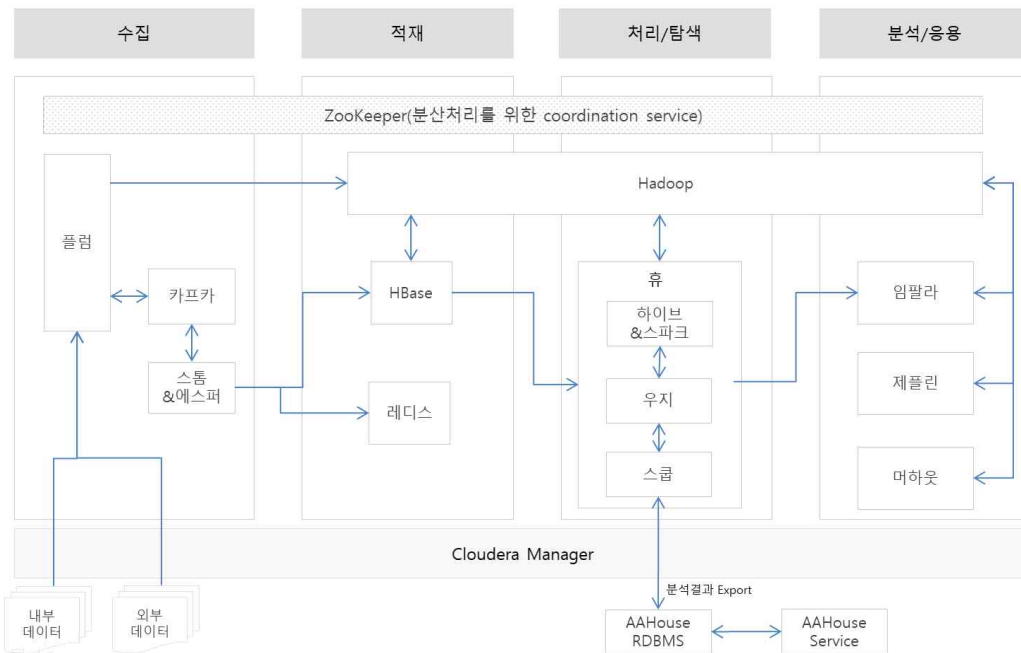 수집
적재
처리/탐색
분석/응용
ZooKeeper(분산처리를 위한 coordination service)
Hadoop
플럼
카프카
스톰
&에스퍼
HBase
레디스
휴
하이브
&스파크
우지
스쿱
임팔라
제플린
머하웃
Cloudera Manager
내부
데이터
외부
데이터
분석결과 Export
AAHouse
RDBMS
AAHouse
Service